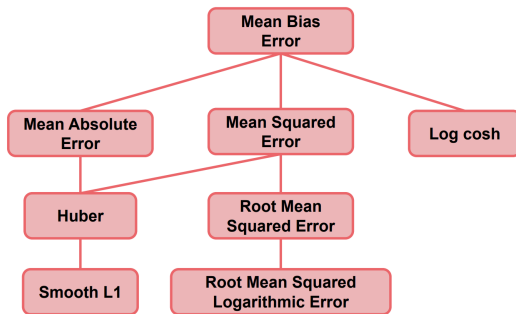 Mean Bias
Error
Mean Absolute
Error
Mean Squared
Error
Log cosh
Huber
Root Mean
Squared Error
Smooth L1
Root Mean Squared
Logarithmic Error